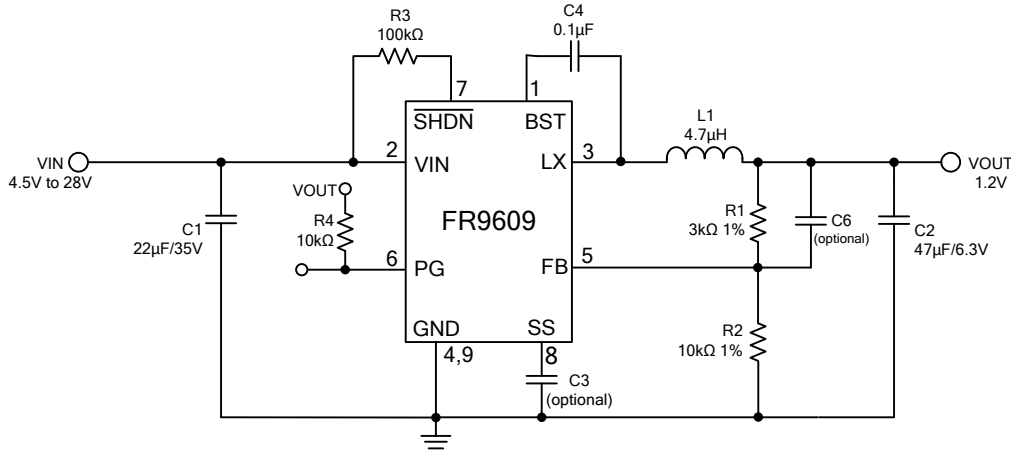 R3
100kΩ
C4
0.1µF
7
1
SHDN
BST
L1
4.7µH
VIN
4.5V to 28V
2
VIN
LX
3
VOUT
1.2V
VOUT
R4
10kΩ
C1
22µF/35V
FR9609
R1
3kΩ 1%
C6
(optional)
C2
47µF/6.3V
6
PG
FB
5
R2
10kΩ 1%
GND
SS
4,9
8
C3
(optional)